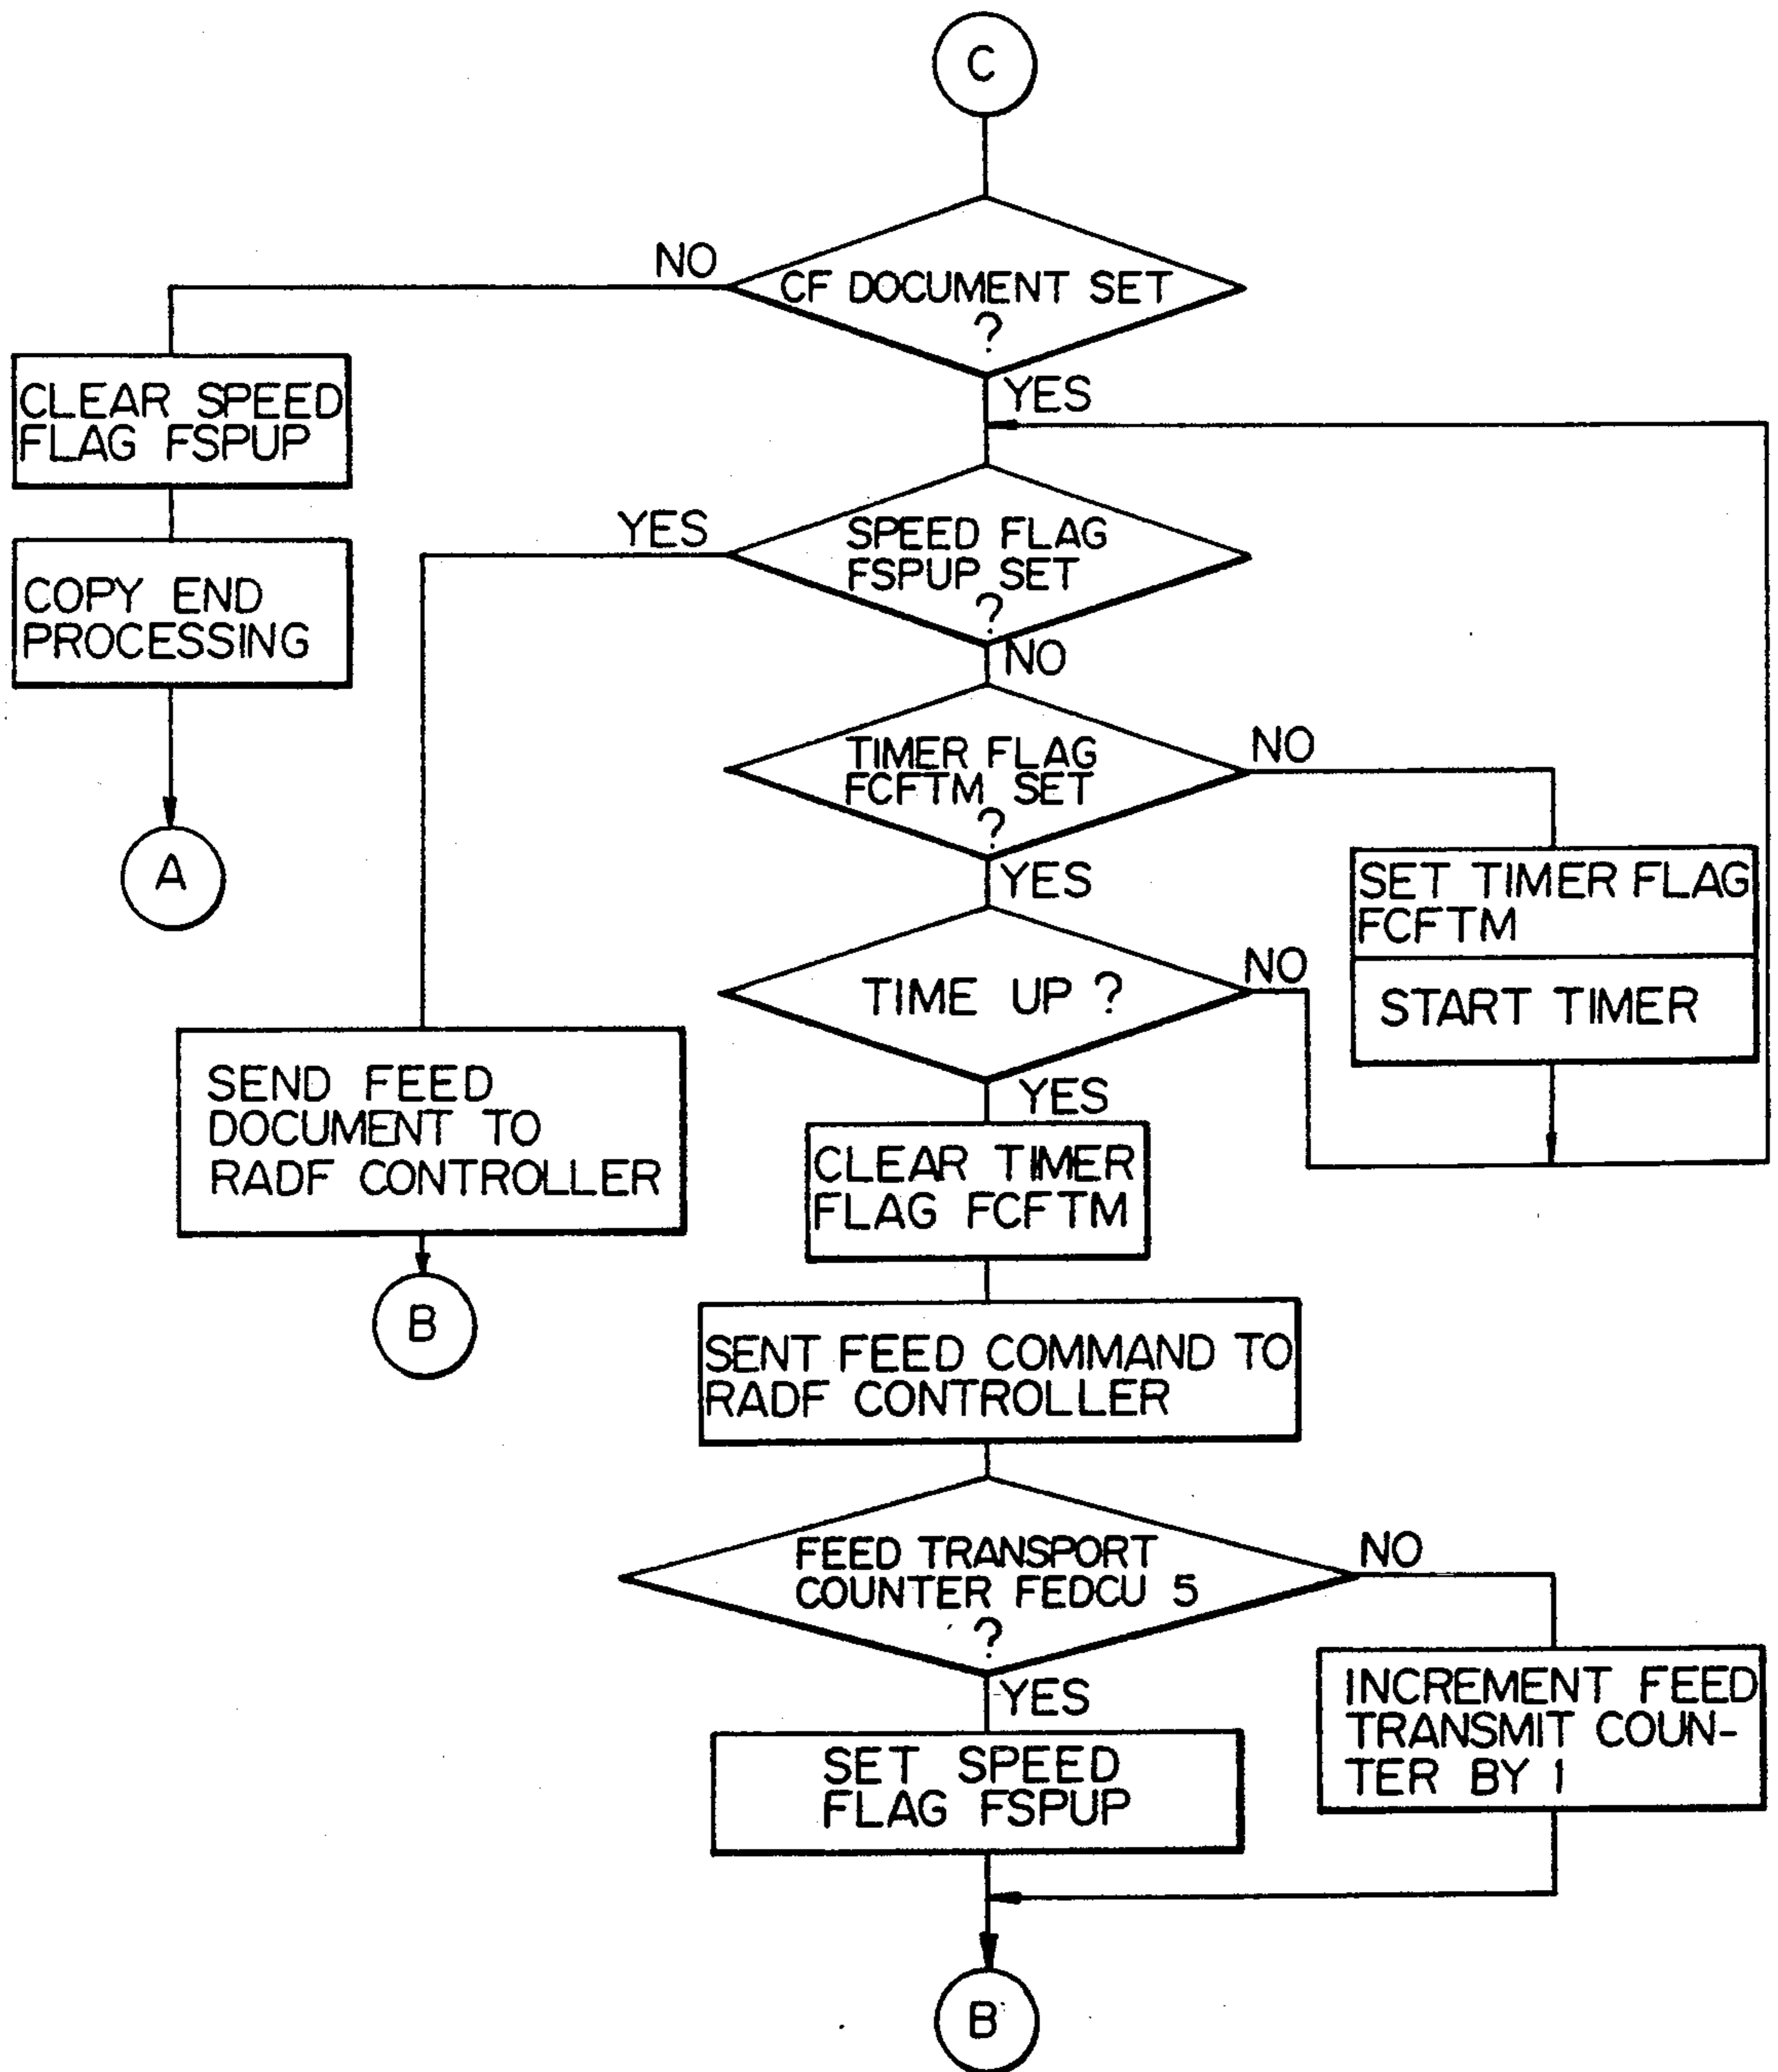 C
NO
CF DOCUMENT SET
?
YES
CLEAR SPEED
FLAG FSPUP
COPY END
PROCESSING
A
YES
SPEED FLAG
FSPUP SET
?
NO
TIMER FLAG
FCFTM SET
?
NO
YES
SET TIMER FLAG
FCFTM
START TIMER
TIME UP ?
NO
YES
SEND FEED
DOCUMENT TO
RADF CONTROLLER
B
CLEAR TIMER
FLAG FCFTM
SENT FEED COMMAND TO
RADF CONTROLLER
FEED TRANSPORT
COUNTER FEDCU 5
?
NO
YES
INCREMENT FEED
TRANSMIT COUN-
TER BY 1
SET SPEED
FLAG FSPUP
B